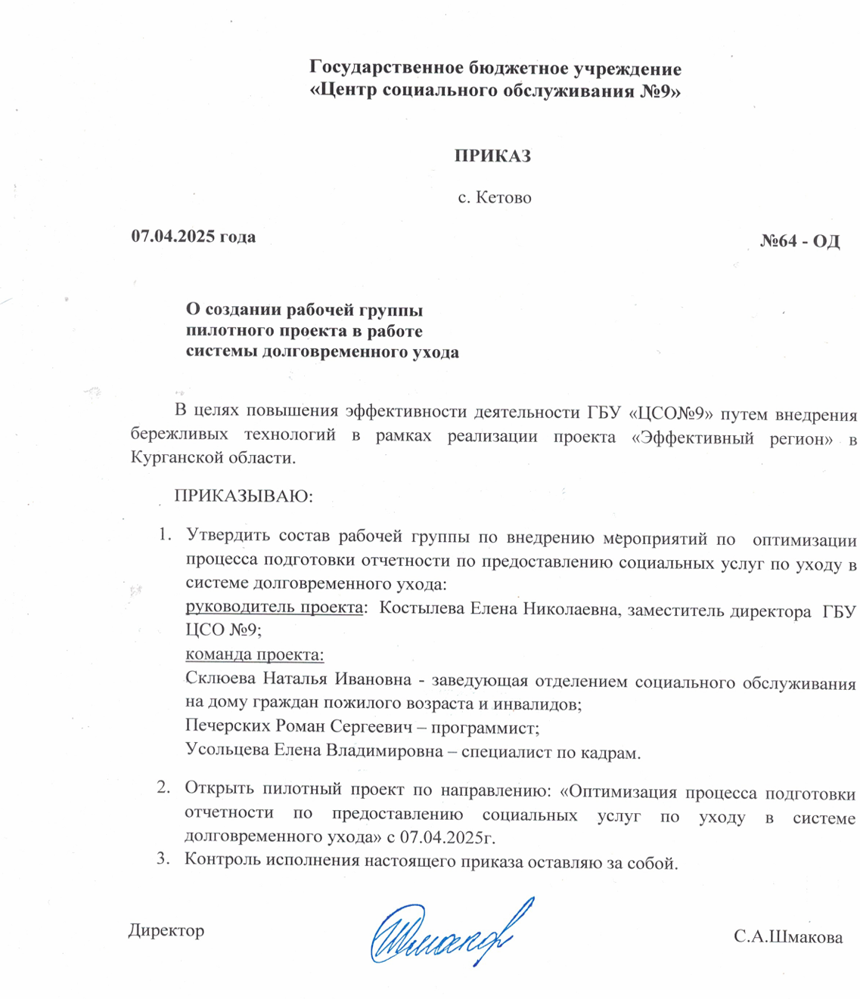 Государственное бюджетное учреждение
«Центр социального обслуживания №9»
ПРИКАЗ
с. Кетово
07.04.2025 года
№64 - ОД
О создании рабочей группы
пилотного проекта в работе
системы долговременного ухода
В целях повышения эффективности деятельности ГБУ «ЦСО№9» путем внедрения
бережливых технологий в рамках реализации проекта «Эффективный регион» в
Курганской области.
ПРИКАЗЫВАЮ:
1. Утвердить состав рабочей группы по внедрению мероприятий по оптимизации
процесса подготовки отчетности по предоставлению социальных услуг по уходу в
системе долговременного ухода:
руководитель проекта: Костылева Елена Николаевна, заместитель директора ГБУ
ЦСО №9;
команда проекта:
Склюева Наталья Ивановна - заведующая отделением социального обслуживания
на дому граждан пожилого возраста и инвалидов;
Печерских Роман Сергеевич – программист;
Усольцева Елена Владимировна – специалист по кадрам.
2. Открыть пилотный проект по направлению: «Оптимизация процесса подготовки
отчетности по предоставлению социальных услуг по уходу в системе
долговременного ухода» с 07.04.2025г.
3. Контроль исполнения настоящего приказа оставляю за собой.
Директор
С.А.Шмакова